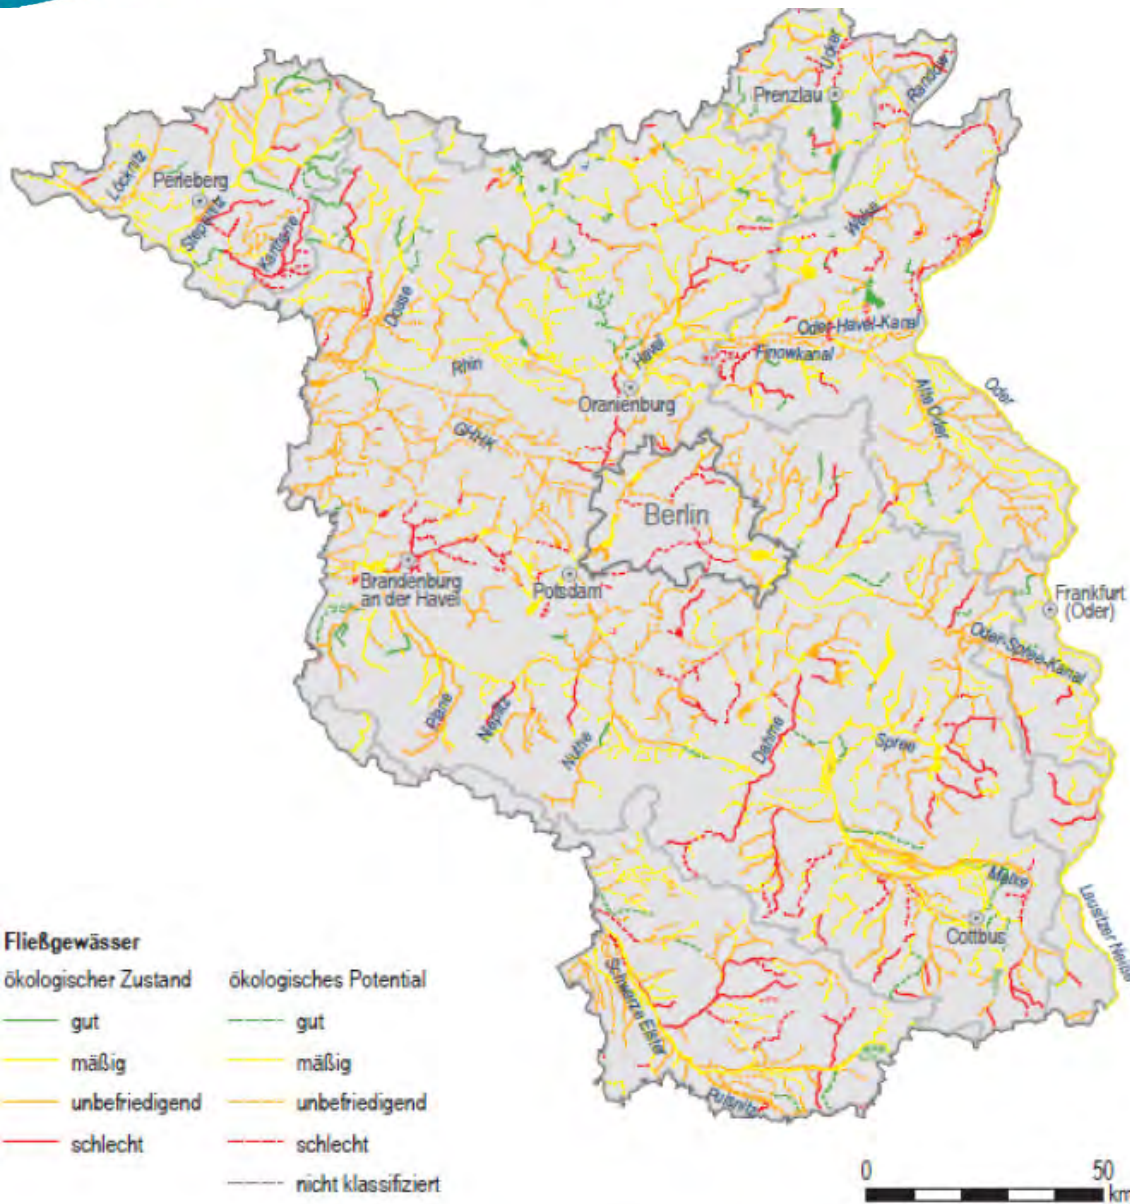 Ucker
Randow
Prenzlau
Löcknitz
Perleberg
Stepenitz
Karthane
Welse
Dosse
Oder-Havel-Kanal
Finowkanal
Rhin
Havel
Oder
Alte Oder
Oranienburg
GHHK
Berlin
Brandenburg
an der Havel
Potsdam
Frankfurt
(Oder)
Oder-Spree-Kanal
Plane
Nieplitz
Nuthe
Dahme
Spree
Malxe
Lausitzer Neiße
Cottbus
Schwarze Elster
Pulsnitz
Fließgewässer
ökologischer Zustand ökologisches Potential
gut gut
mäßig mäßig
unbefriedigend unbefriedigend
schlecht schlecht
nicht klassifiziert
0 50
km